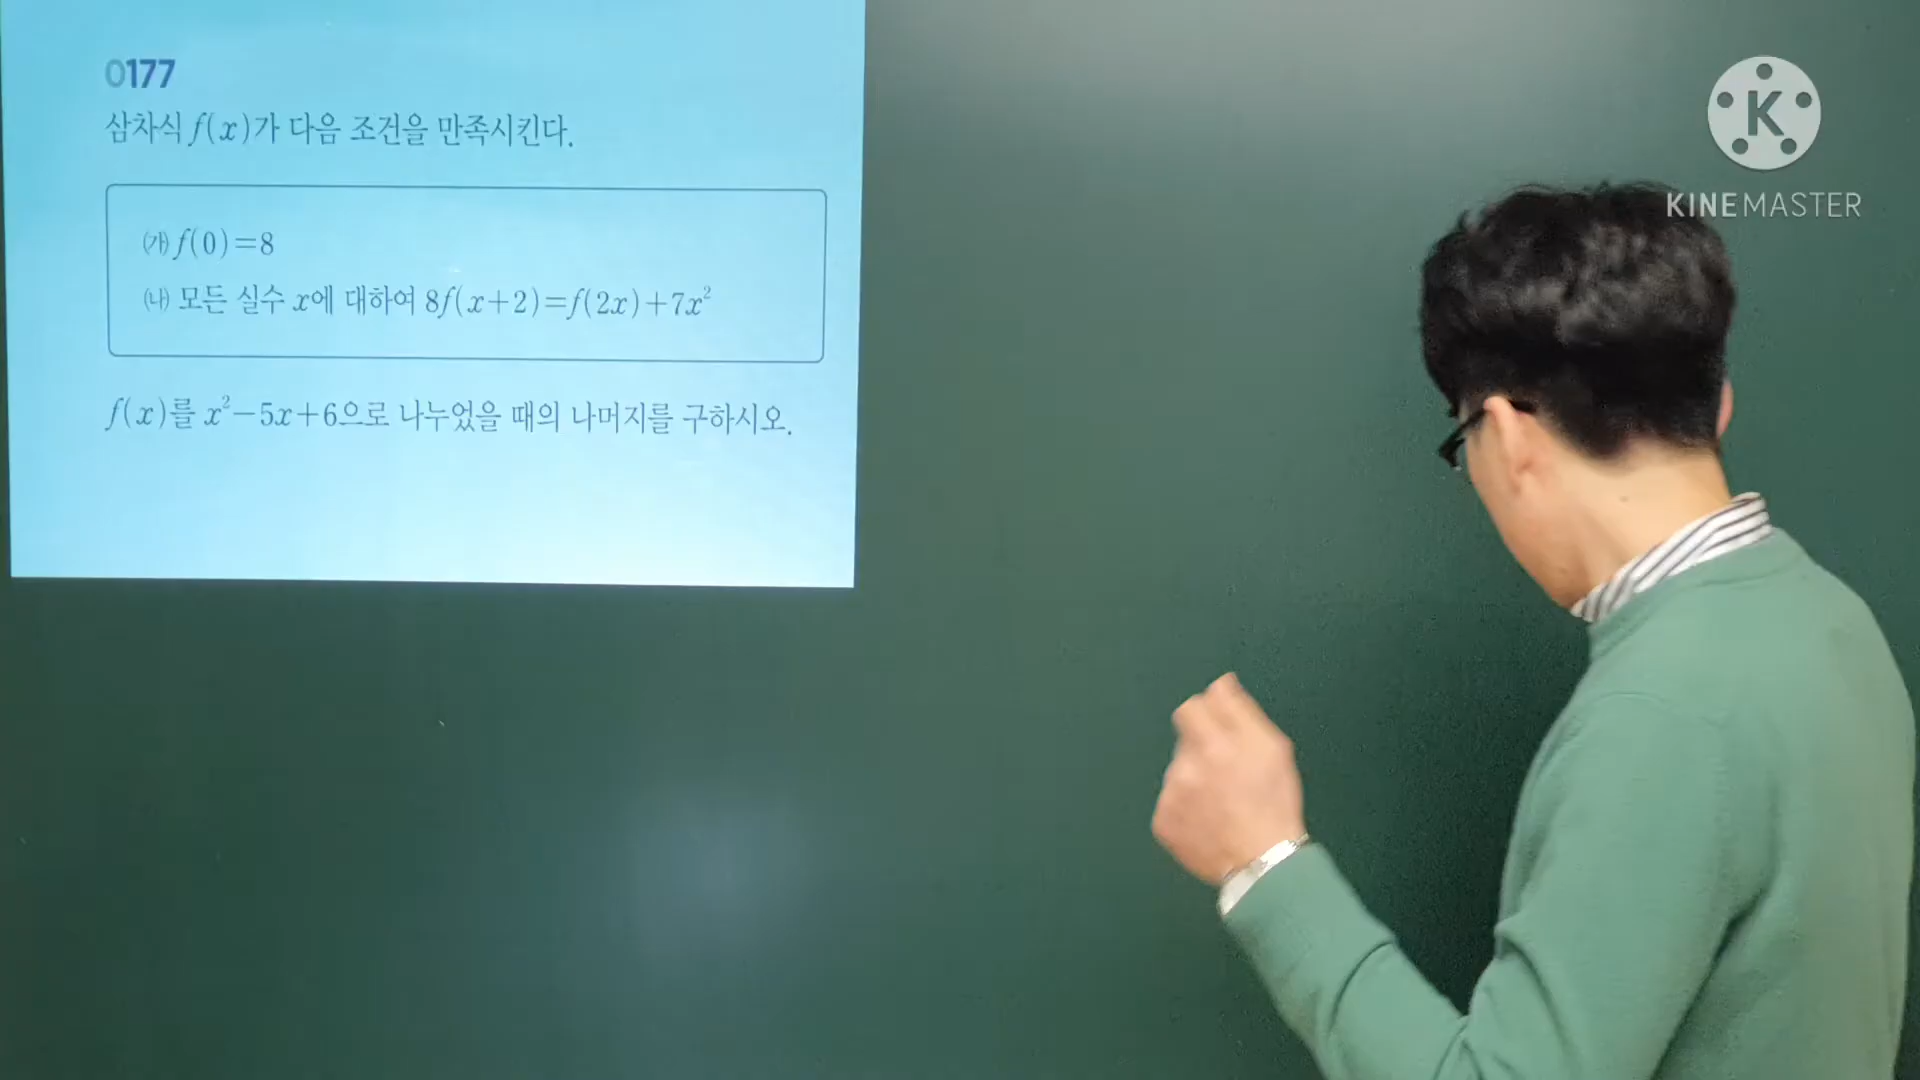 0177
삼차식 f(x)가 다음 조건을 만족시킨다.
㈎ f(0)=8
㈏ 모든 실수 x에 대하여 8f(x+2)=f(2x)+7x²
f(x)를 x²-5x+6으로 나누었을 때의 나머지를 구하시오.
K
KINEMASTER